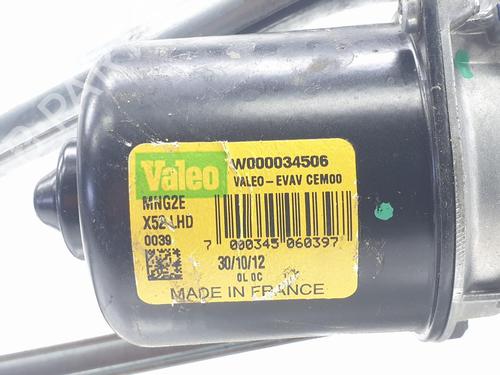 Valeo
W000034506
VALEO-EVAV CEM00
MNG2E
X52 LHD
0039
7 000345 060397
30/10/12
0L 0C
MADE IN FRANCE